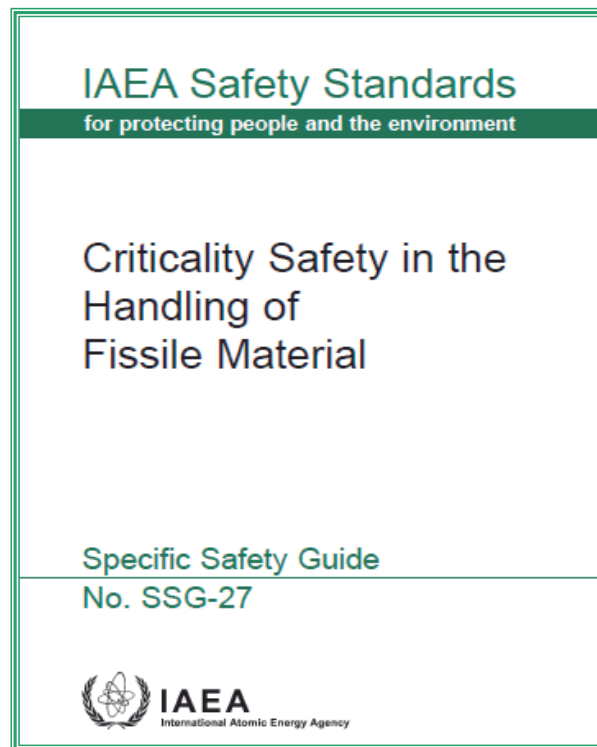 IAEA Safety Standards
for protecting people and the environment
Criticality Safety in the
Handling of
Fissile Material
Specific Safety Guide
No. SSG-27
IAEA
International Atomic Energy Agency